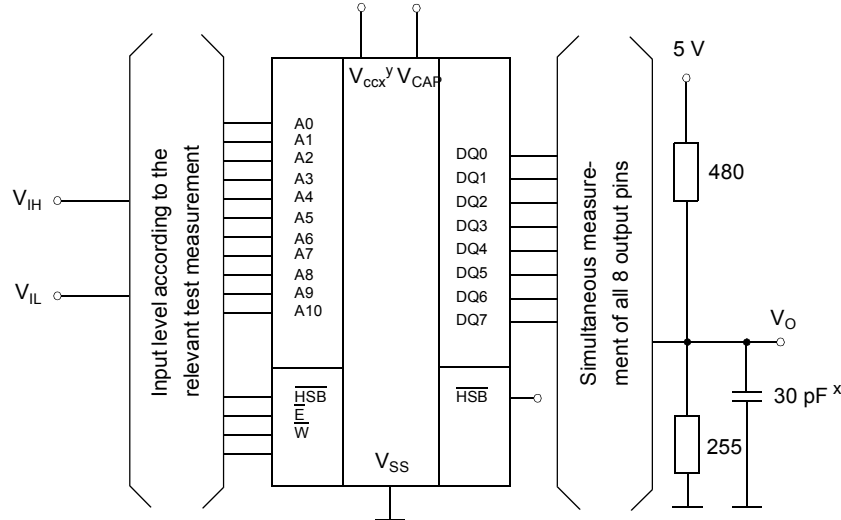 V_IH
V_IL
Input level according to the
relevant test measurement
V_ccx^y V_CAP
A0
A1
A2
A3
A4
A5
A6
A7
A8
A9
A10
H̅S̅B̅
E̅
W̅
V_SS
DQ0
DQ1
DQ2
DQ3
DQ4
DQ5
DQ6
DQ7
H̅S̅B̅
Simultaneous measure-
ment of all 8 output pins
5 V
480
V_O
30 pF^x
255